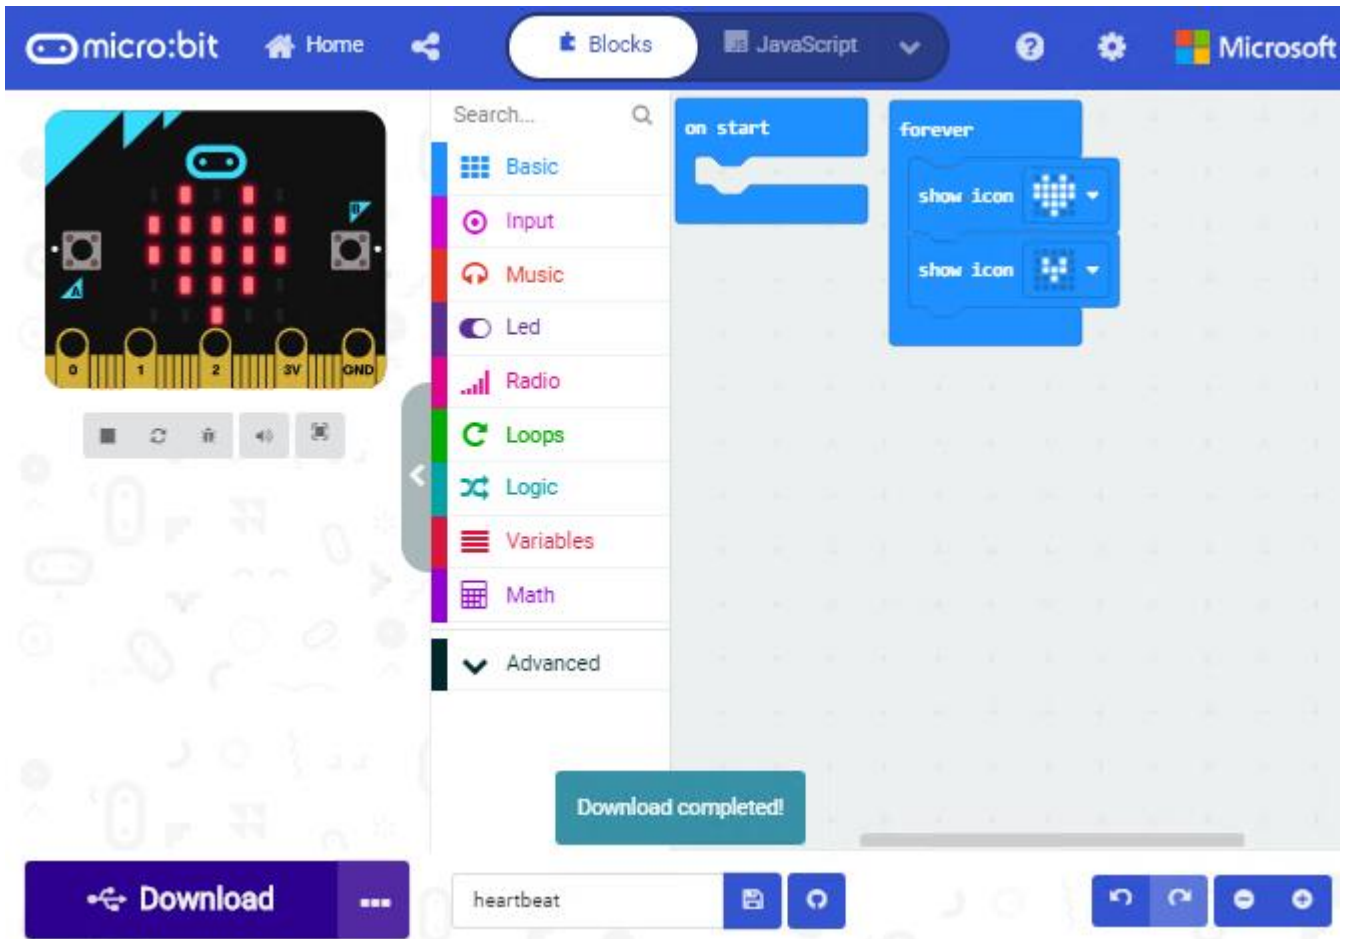 micro:bit Home Blocks JavaScript Microsoft
Search...
Basic
Input
Music
Led
Radio
Loops
Logic
Variables
Math
Advanced
on start
forever
show icon
show icon
B
A
0 1 2 3V GND
Download completed!
Download ... heartbeat